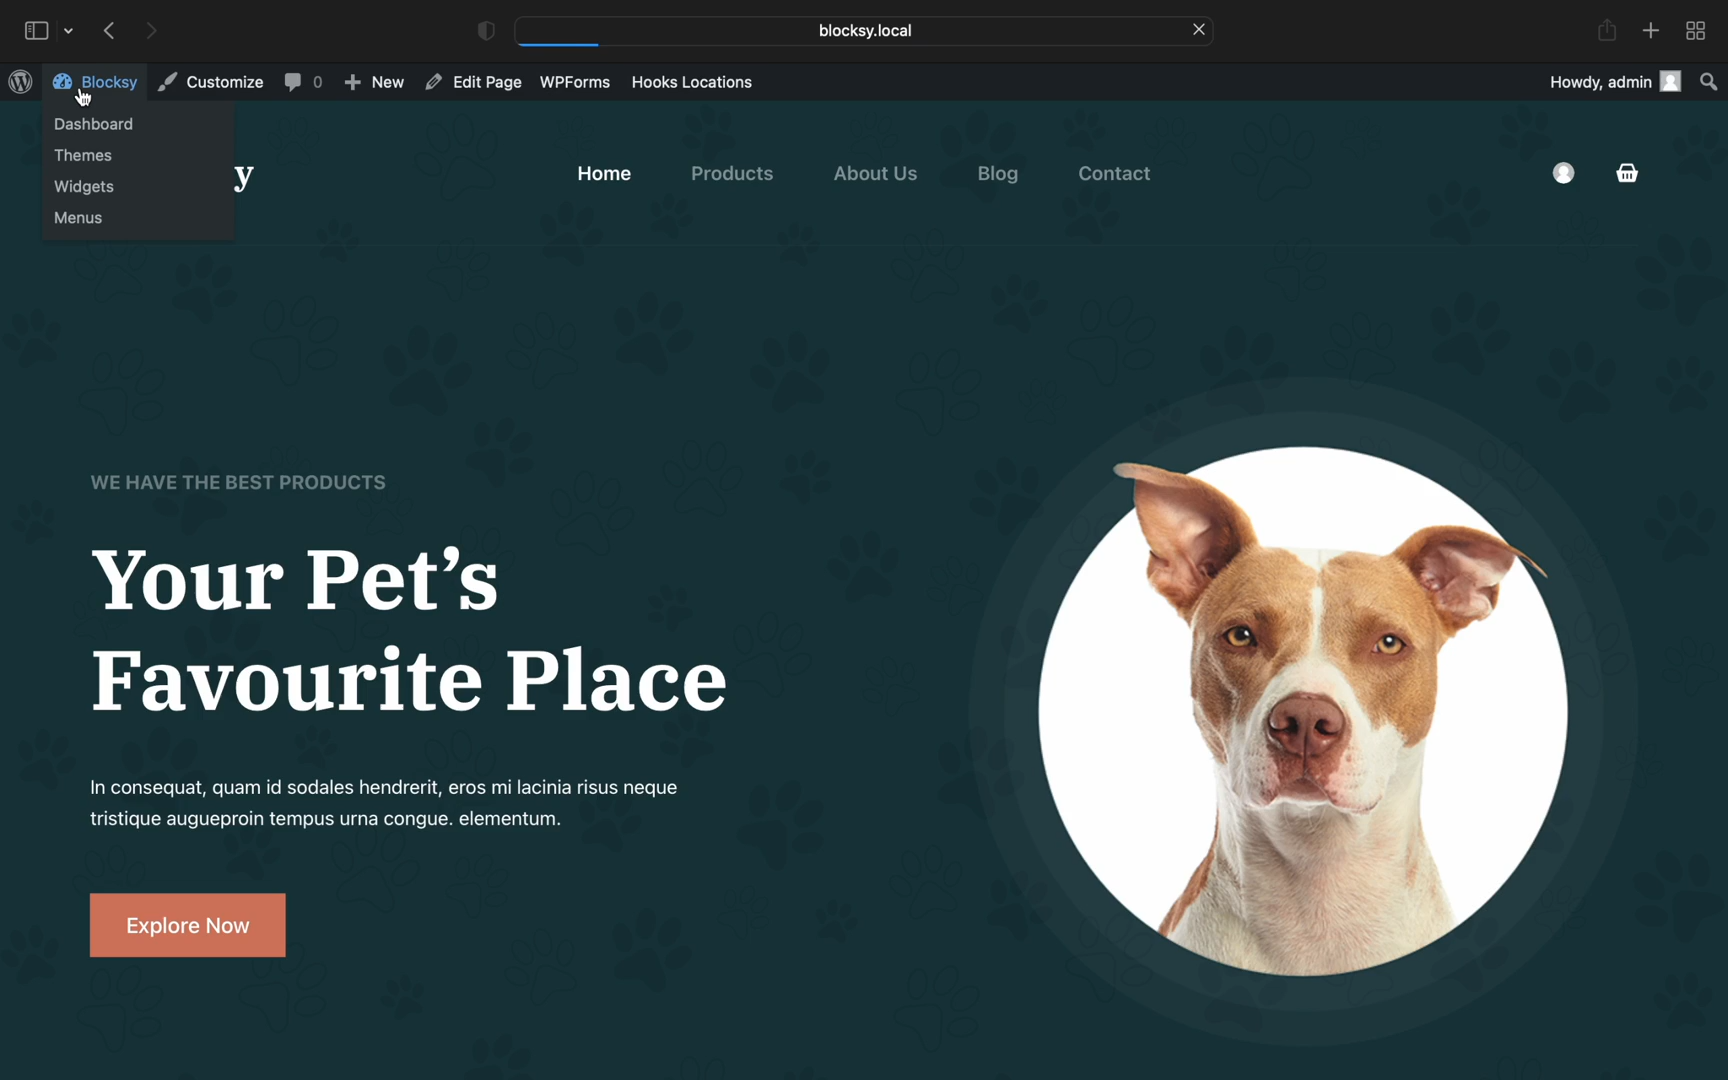 blocksy.local
Blocksy Customize 0 New Edit Page WPForms Hooks Locations Howdy, admin
Dashboard
Themes
Widgets
Menus
y
Home Products About Us Blog Contact
WE HAVE THE BEST PRODUCTS
Your Pet’s
Favourite Place
In consequat, quam id sodales hendrerit, eros mi lacinia risus neque
tristique augueproin tempus urna congue. elementum.
Explore Now